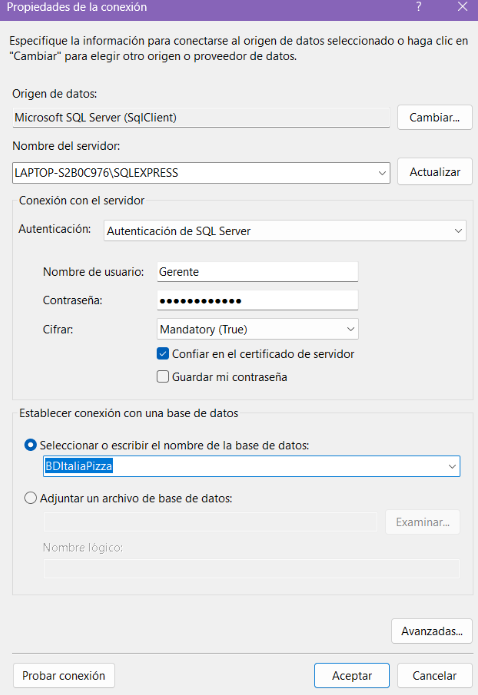 Propiedades de la conexión
?
Especifique la información para conectarse al origen de datos seleccionado o haga clic en
"Cambiar" para elegir otro origen o proveedor de datos.
Origen de datos:
Microsoft SQL Server (SqlClient)
Cambiar...
Nombre del servidor:
LAPTOP-S2B0C976\SQLEXPRESS
Actualizar
Conexión con el servidor
Autenticación:
Autenticación de SQL Server
Nombre de usuario:
Gerente
Contraseña:
●●●●●●●●●●●●
Cifrar:
Mandatory (True)
Confiar en el certificado de servidor
Guardar mi contraseña
Establecer conexión con una base de datos
Seleccionar o escribir el nombre de la base de datos:
BDItaliaPizza
Adjuntar un archivo de base de datos:
Examinar...
Nombre lógico:
Avanzadas...
Probar conexión
Aceptar
Cancelar